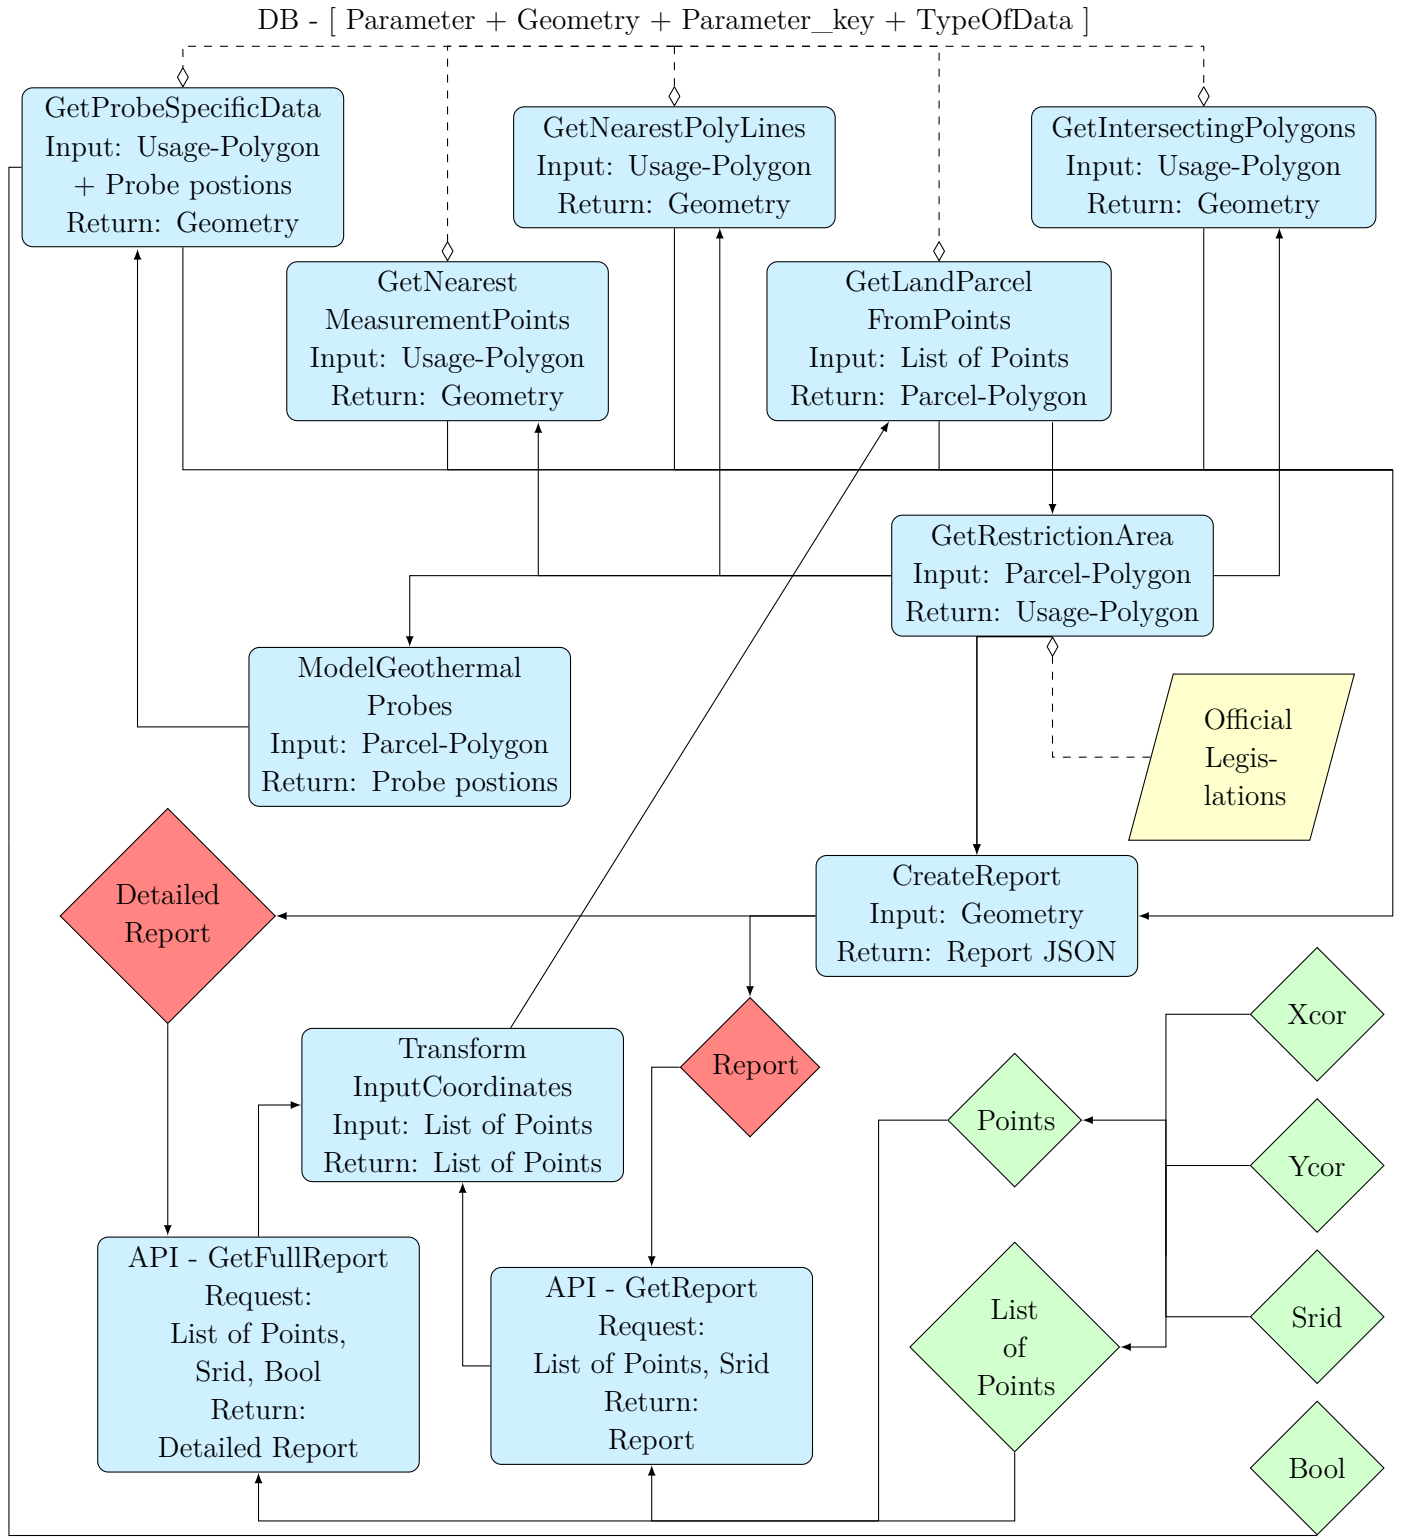 DB - [ Parameter + Geometry + Parameter_key + TypeOfData ]
GetProbeSpecificData
Input: Usage-Polygon
+ Probe postions
Return: Geometry
GetNearestPolyLines
Input: Usage-Polygon
Return: Geometry
GetIntersectingPolygons
Input: Usage-Polygon
Return: Geometry
GetNearest
MeasurementPoints
Input: Usage-Polygon
Return: Geometry
GetLandParcel
FromPoints
Input: List of Points
Return: Parcel-Polygon
GetRestrictionArea
Input: Parcel-Polygon
Return: Usage-Polygon
ModelGeothermal
Probes
Input: Parcel-Polygon
Return: Probe postions
Official
Legis-
lations
Detailed
Report
CreateReport
Input: Geometry
Return: Report JSON
Xcor
Transform
InputCoordinates
Input: List of Points
Return: List of Points
Report
Points
Ycor
API - GetFullReport
Request:
List of Points,
Srid, Bool
Return:
Detailed Report
API - GetReport
Request:
List of Points, Srid
Return:
Report
List
of
Points
Srid
Bool